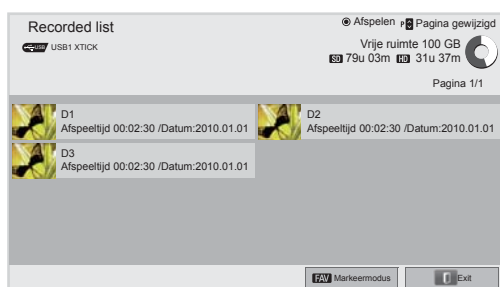 Recorded list
USB USB1 XTICK
Afspelen P Pagina gewijzigd
Vrije ruimte 100 GB
SD 79u 03m HD 31u 37m
Pagina 1/1
D1
Afspeeltijd 00:02:30 /Datum:2010.01.01
D2
Afspeeltijd 00:02:30 /Datum:2010.01.01
D3
Afspeeltijd 00:02:30 /Datum:2010.01.01
FAV Markeermodus
Exit